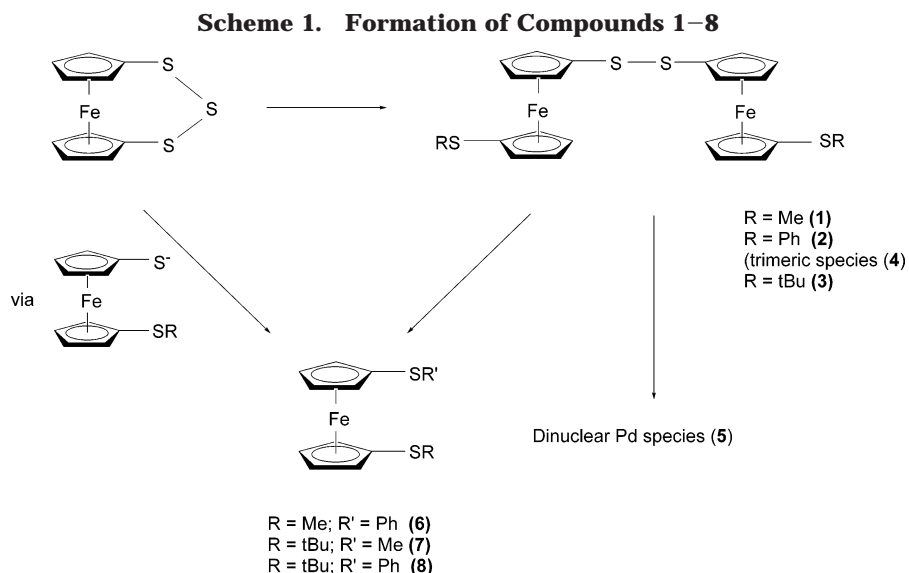 Scheme 1. Formation of Compounds 1–8
S
S
S
Fe
S
S
Fe
Fe
RS
SR
R = Me (1)
R = Ph (2)
(trimeric species (4)
R = tBu (3)
via
S-
Fe
SR
SR'
Fe
SR
Dinuclear Pd species (5)
R = Me; R' = Ph (6)
R = tBu; R' = Me (7)
R = tBu; R' = Ph (8)